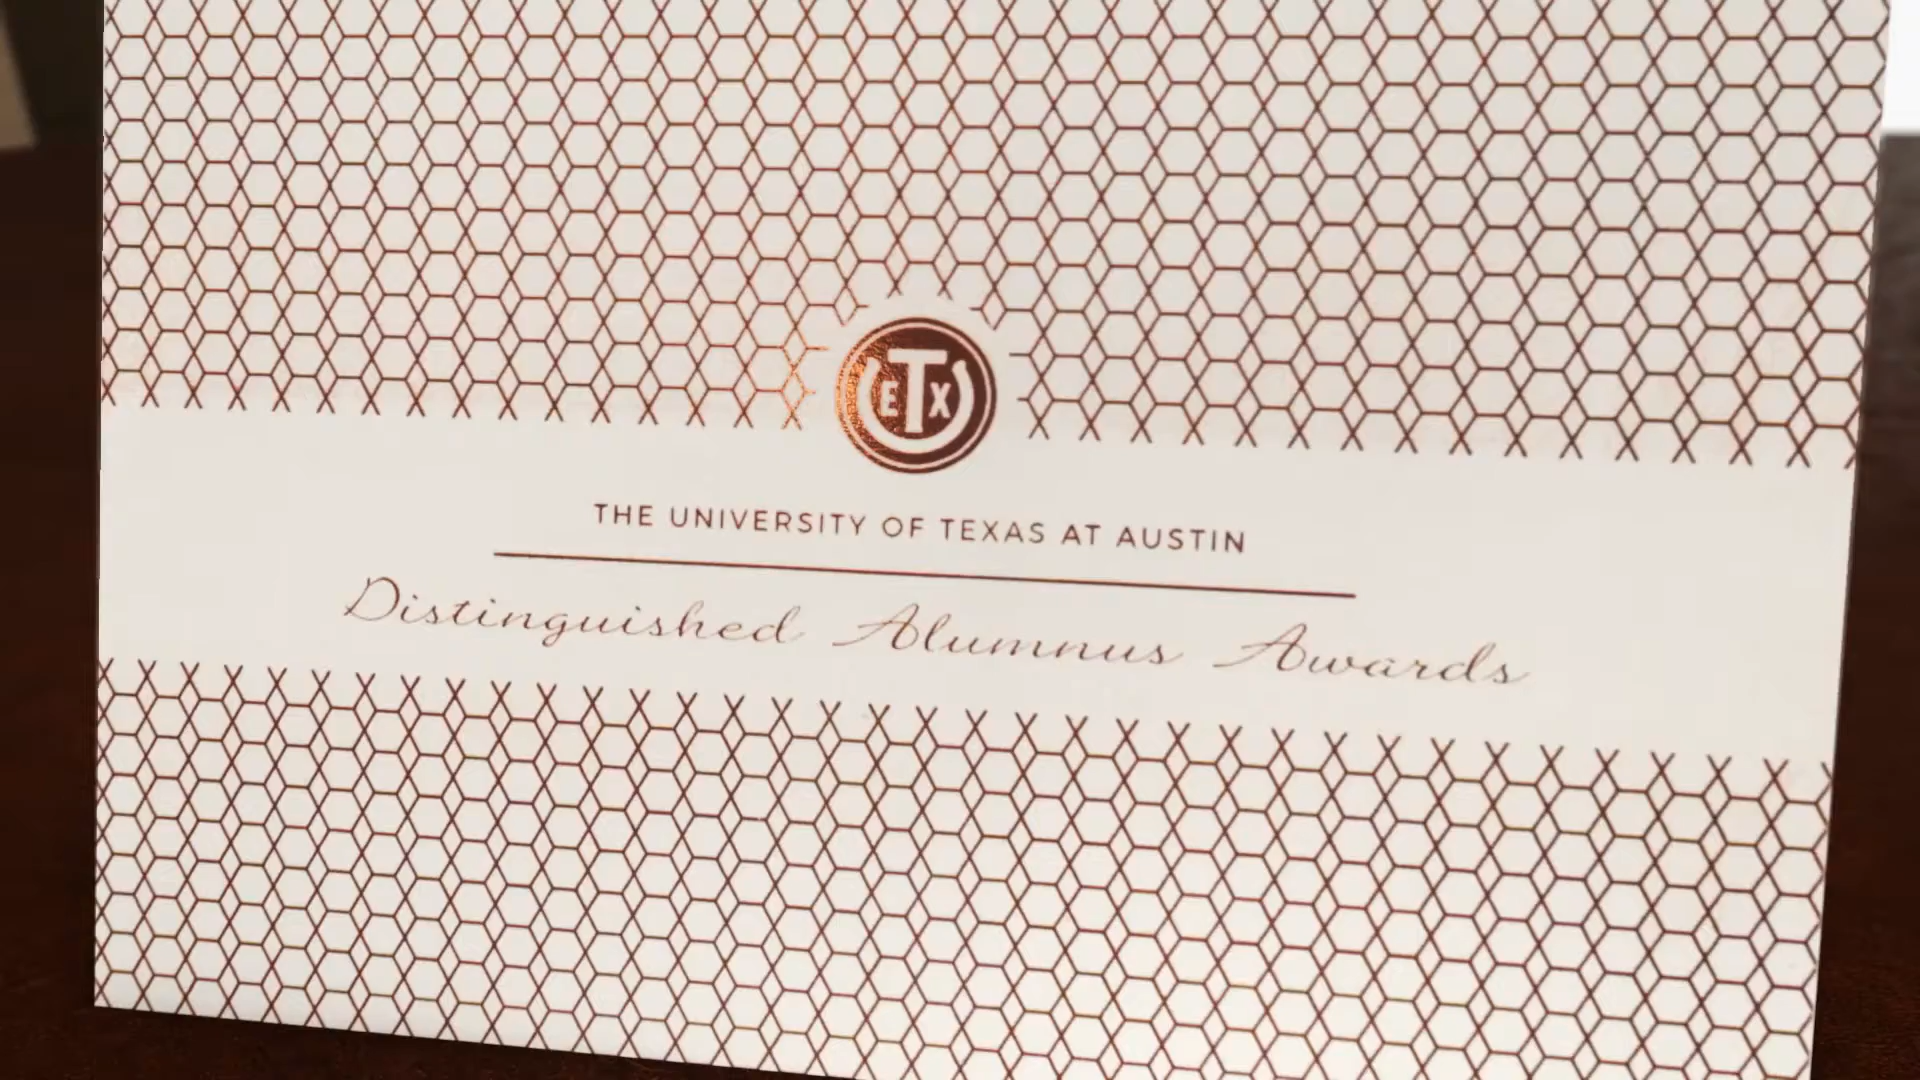 ETX
THE UNIVERSITY OF TEXAS AT AUSTIN
Distinguished Alumnus Awards